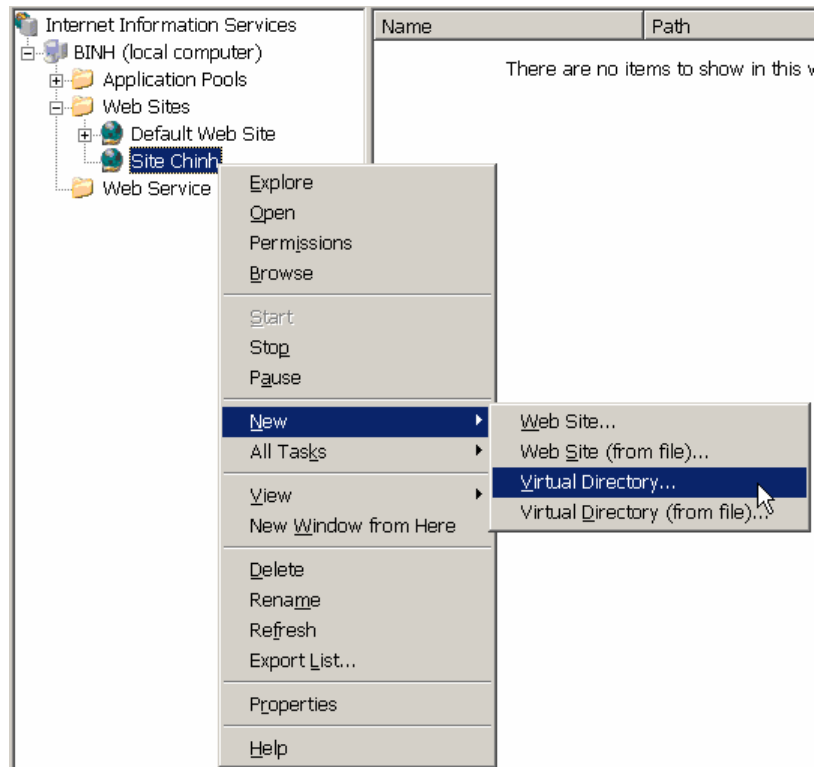 Internet Information Services
BINH (local computer)
Application Pools
Web Sites
Default Web Site
Site Chinh
Web Service
Name
Path
There are no items to show in this
Explore
Open
Permissions
Browse
Start
Stop
Pause
New
All Tasks
View
New Window from Here
Delete
Rename
Refresh
Export List...
Properties
Help
Web Site...
Web Site (from file)...
Virtual Directory...
Virtual Directory (from file)...